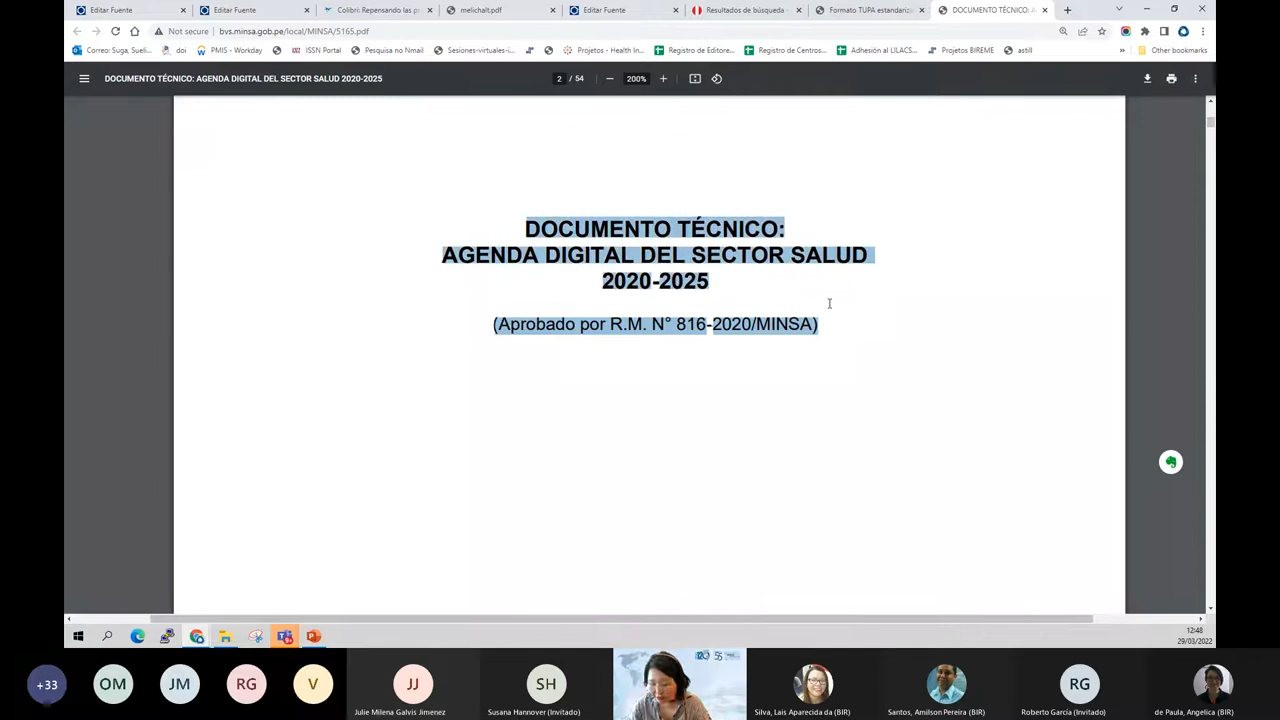 Editar Fuente
Editar Fuente
Colibri: Repensando las pr
melichalt.pdf
Editar Fuente
Resultados de búsqueda -
Formato TUPA estandariz
DOCUMENTO TÉCNICO: A
Not secure | bvs.minsa.gob.pe/local/MINSA/5165.pdf
Correo: Suga, Sueli...
doi
PMIS - Workday
ISSN Portal
Pesquisa no Nmail
Sesiones-virtuales-i...
Projetos - Health In...
Registro de Editore...
Registro de Centros...
Adhesión al LILACS...
Projetos BIREME
astill
»
Other bookmarks
DOCUMENTO TÉCNICO: AGENDA DIGITAL DEL SECTOR SALUD 2020-2025
2 / 54
200%
DOCUMENTO TÉCNICO:
AGENDA DIGITAL DEL SECTOR SALUD
2020-2025
(Aprobado por R.M. N° 816-2020/MINSA)
12:48
29/03/2022
+33
OM
JM
RG
V
JJ
SH
RG
Julie Milena Galvis Jimenez
Susana Hannover (Invitado)
Silva, Lais Aparecida da (BIR)
Santos, Amilson Pereira (BIR)
Roberto García (Invitado)
de Paula, Angelica (BIR)